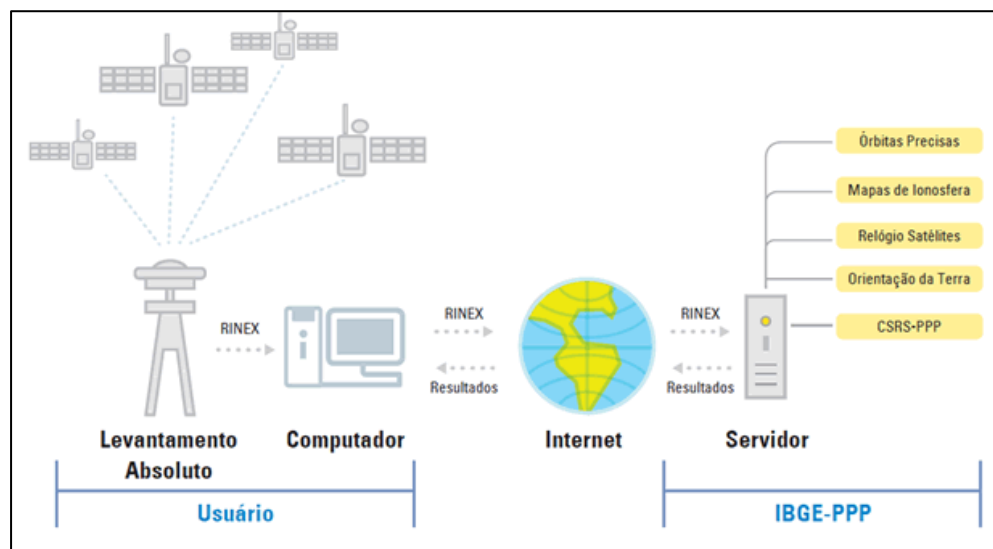 Órbitas Precisas
Mapas de Ionosfera
Relógio Satélites
Orientação da Terra
CSRS-PPP
RINEX
RINEX
RINEX
Resultados
Resultados
Levantamento
Absoluto
Computador
Internet
Servidor
Usuário
IBGE-PPP